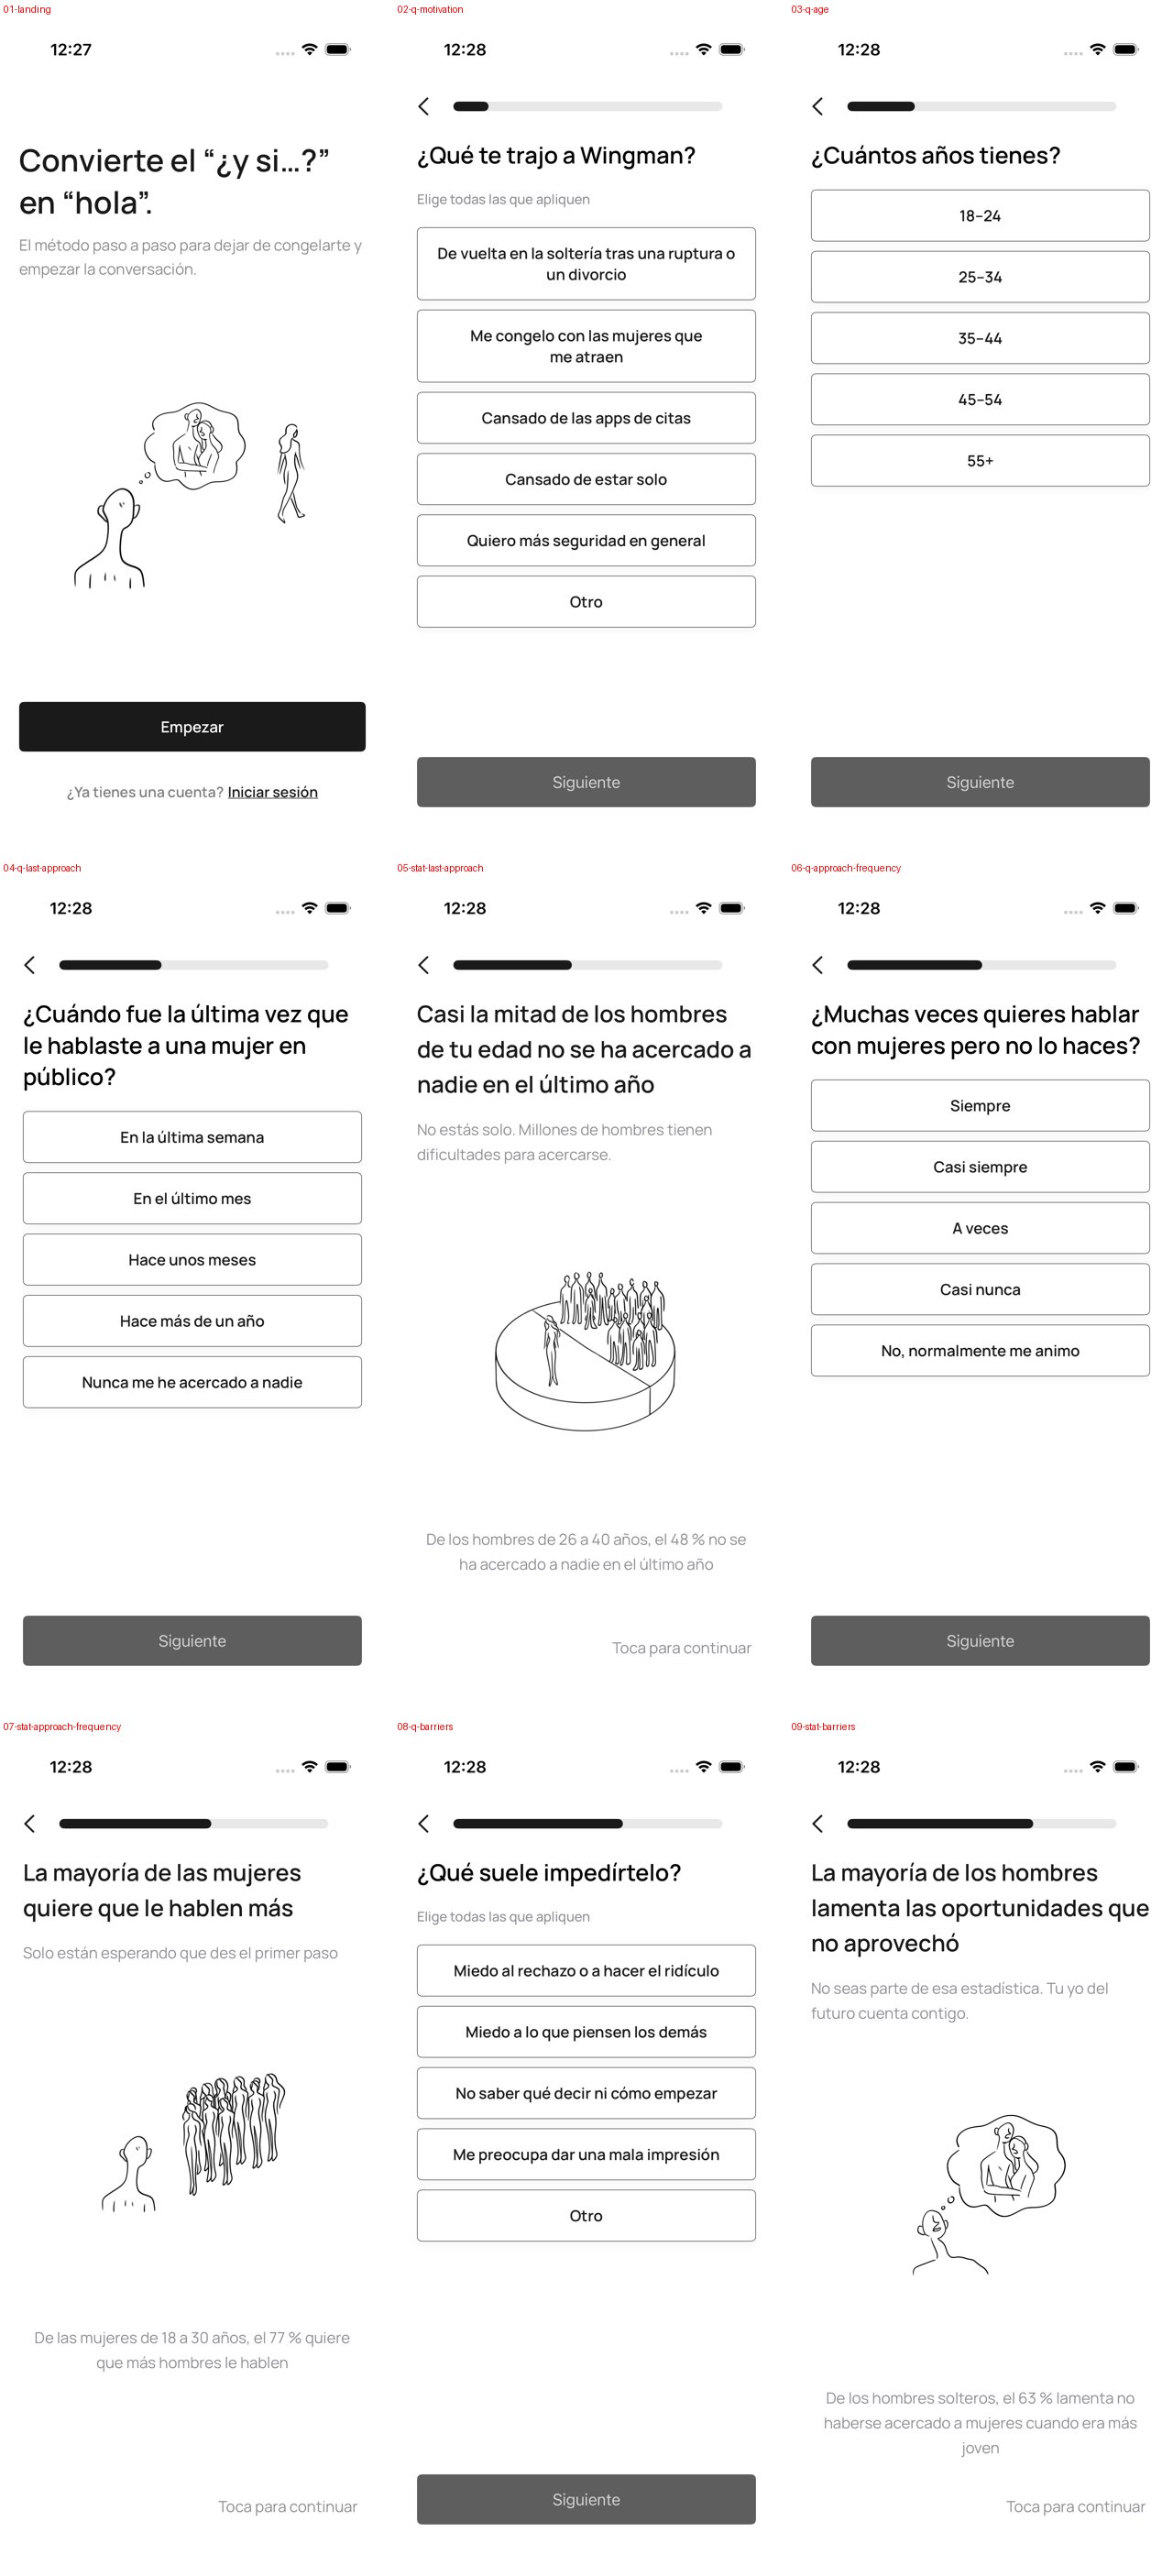 01-landing
12:27
Convierte el “¿y si...?”
en “hola”.
El método paso a paso para dejar de congelarte y
empezar la conversación.
Empezar
¿Ya tienes una cuenta? Iniciar sesión
02-q-motivation
12:28
¿Qué te trajo a Wingman?
Elige todas las que apliquen
De vuelta en la soltería tras una ruptura o
un divorcio
Me congelo con las mujeres que
me atraen
Cansado de las apps de citas
Cansado de estar solo
Quiero más seguridad en general
Otro
Siguiente
03-q-age
12:28
¿Cuántos años tienes?
18–24
25–34
35–44
45–54
55+
Siguiente
04-q-last-approach
12:28
¿Cuándo fue la última vez que
le hablaste a una mujer en
público?
En la última semana
En el último mes
Hace unos meses
Hace más de un año
Nunca me he acercado a nadie
Siguiente
05-stat-last-approach
12:28
Casi la mitad de los hombres
de tu edad no se ha acercado a
nadie en el último año
No estás solo. Millones de hombres tienen
dificultades para acercarse.
De los hombres de 26 a 40 años, el 48 % no se
ha acercado a nadie en el último año
Toca para continuar
06-q-approach-frequency
12:28
¿Muchas veces quieres hablar
con mujeres pero no lo haces?
Siempre
Casi siempre
A veces
Casi nunca
No, normalmente me animo
Siguiente
07-stat-approach-frequency
12:28
La mayoría de las mujeres
quiere que le hablen más
Solo están esperando que des el primer paso
De las mujeres de 18 a 30 años, el 77 % quiere
que más hombres le hablen
Toca para continuar
08-q-barriers
12:28
¿Qué suele impedírtelo?
Elige todas las que apliquen
Miedo al rechazo o a hacer el ridículo
Miedo a lo que piensen los demás
No saber qué decir ni cómo empezar
Me preocupa dar una mala impresión
Otro
Siguiente
09-stat-barriers
12:28
La mayoría de los hombres
lamenta las oportunidades que
no aprovechó
No seas parte de esa estadística. Tu yo del
futuro cuenta contigo.
De los hombres solteros, el 63 % lamenta no
haberse acercado a mujeres cuando era más
joven
Toca para continuar